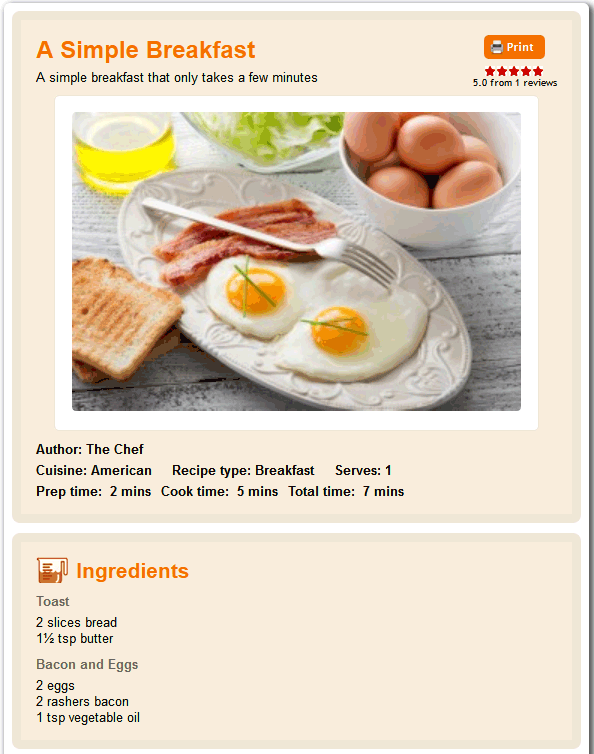 A Simple Breakfast
Print
A simple breakfast that only takes a few minutes
5.0 from 1 reviews
Author: The Chef
Cuisine: American Recipe type: Breakfast Serves: 1
Prep time: 2 mins Cook time: 5 mins Total time: 7 mins
Ingredients
Toast
2 slices bread
1½ tsp butter
Bacon and Eggs
2 eggs
2 rashers bacon
1 tsp vegetable oil